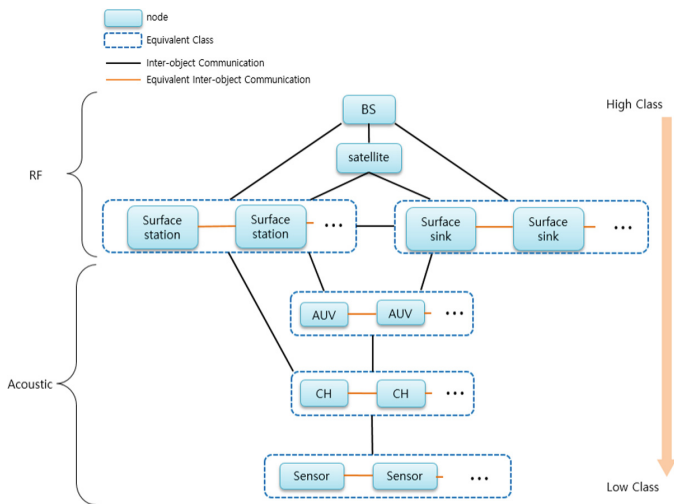 node
Equivalent Class
Inter-object Communication
Equivalent Inter-object Communication
BS
High Class
satellite
RF
Surface
station
Surface
station
...
Surface
sink
Surface
sink
...
AUV
AUV
...
Acoustic
CH
CH
...
Sensor
Sensor
...
Low Class